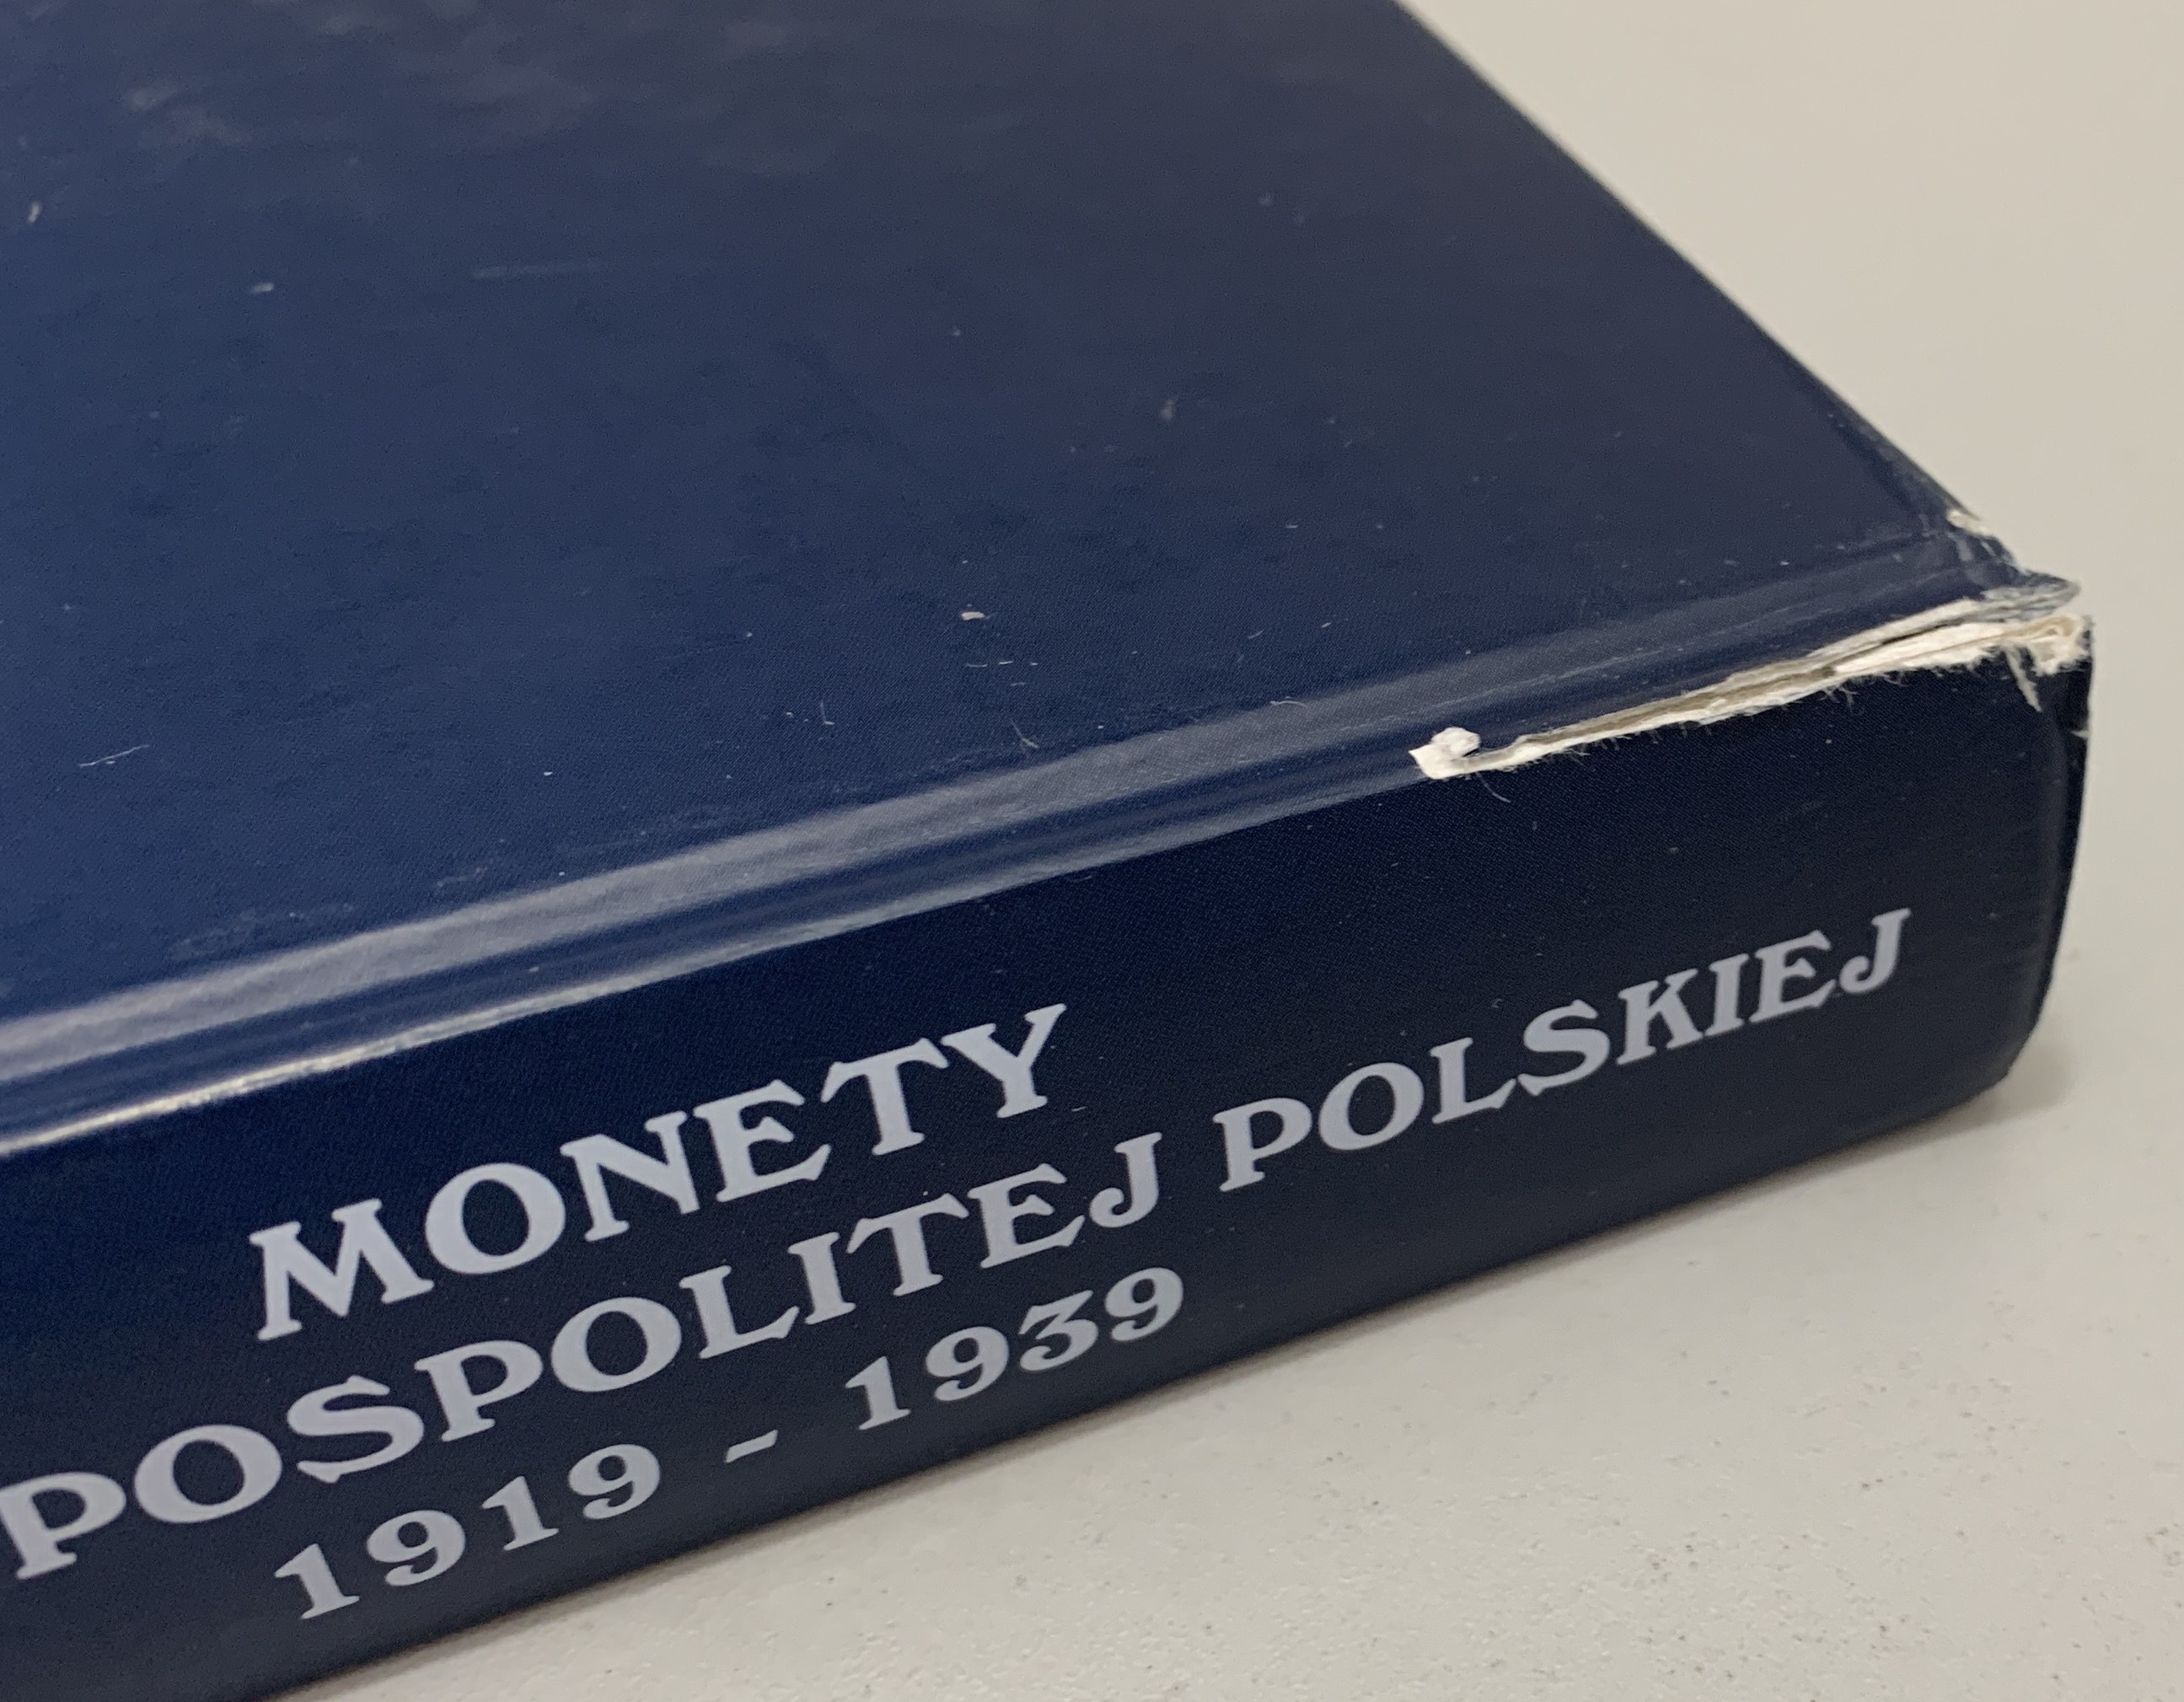 MONETY
POSPOLITEJ POLSKIEJ
1919 - 1939